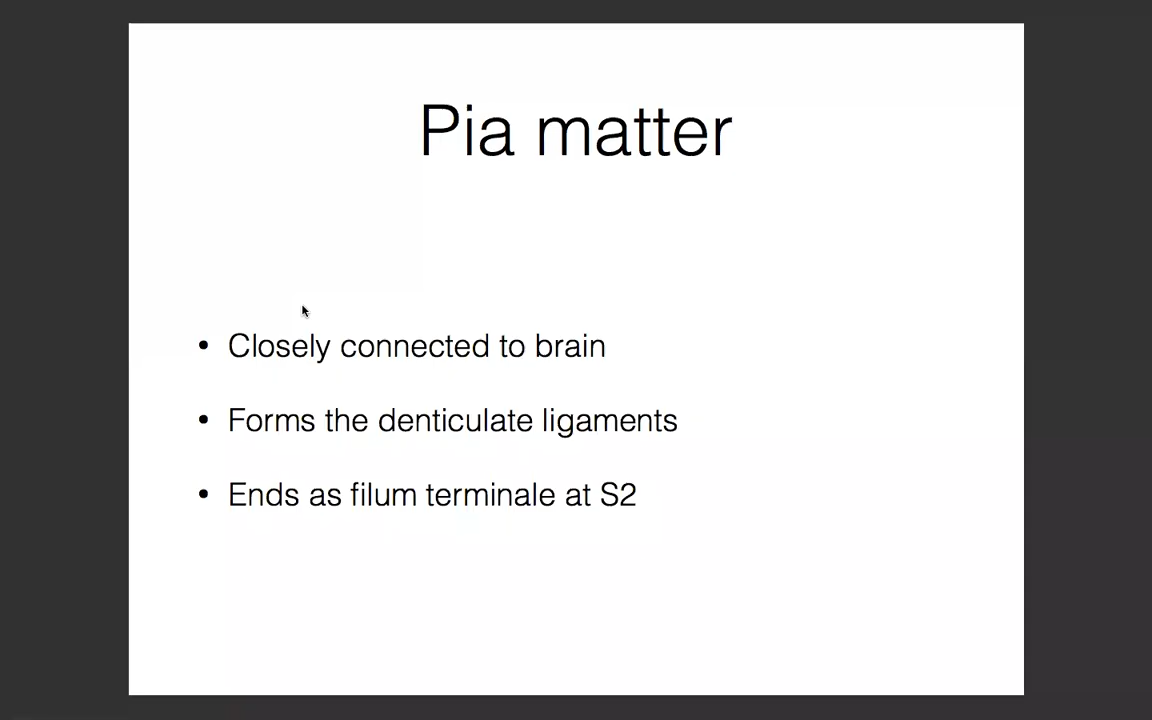 Pia matter
• Closely connected to brain
• Forms the denticulate ligaments
• Ends as filum terminale at S2